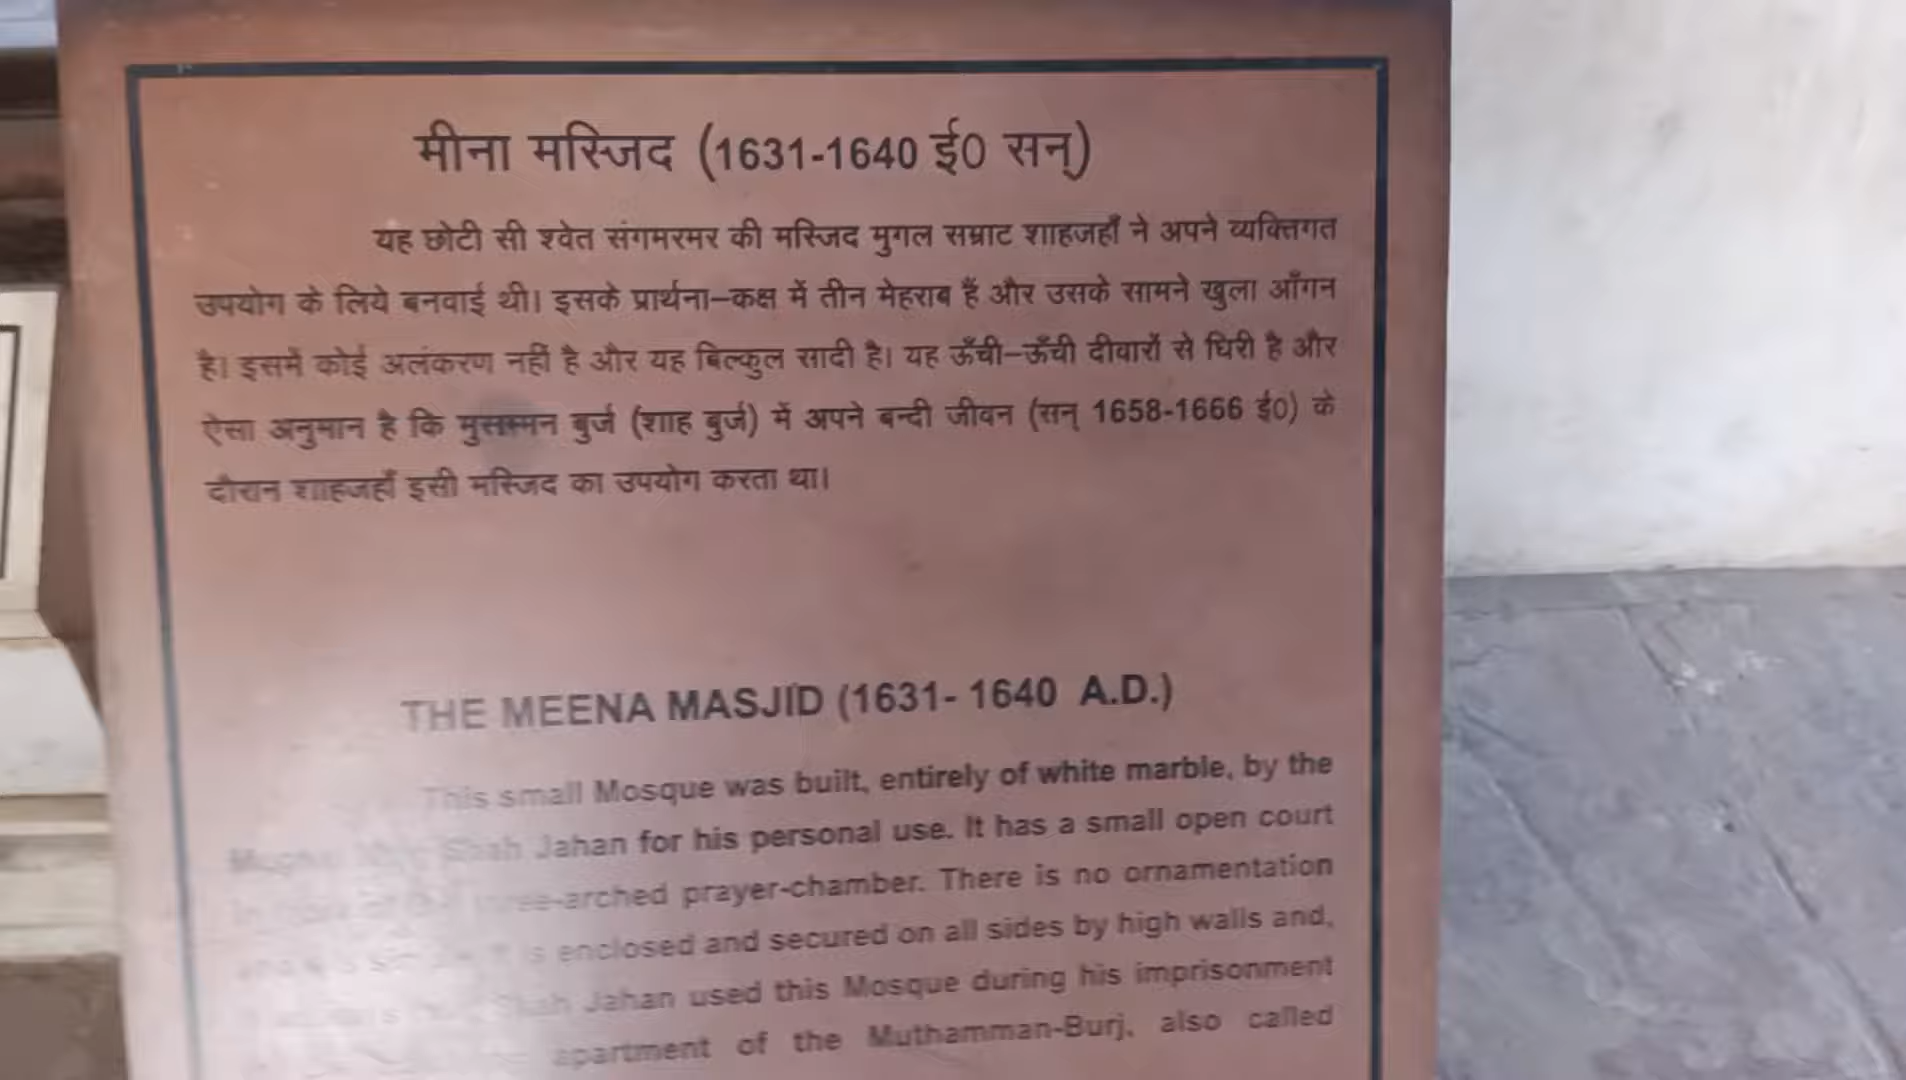 मीना मस्जिद (1631-1640 ई0 सन्)
यह छोटी सी श्वेत संगमरमर की मस्जिद मुगल सम्राट शाहजहाँ ने अपने व्यक्तिगत
उपयोग के लिये बनवाई थी। इसके प्रार्थना–कक्ष में तीन मेहराब हैं और उसके सामने खुला आँगन
है। इसमें कोई अलंकरण नहीं है और यह बिल्कुल सादी है। यह ऊँची–ऊँची दीवारों से घिरी है और
ऐसा अनुमान है कि मुसम्मन बुर्ज (शाह बुर्ज) में अपने बन्दी जीवन (सन् 1658-1666 ई0) के
दौरान शाहजहाँ इसी मस्जिद का उपयोग करता था।
THE MEENA MASJID (1631- 1640 A.D.)
This small Mosque was built, entirely of white marble, by the
Shah Jahan for his personal use. It has a small open court
three-arched prayer-chamber. There is no ornamentation
is enclosed and secured on all sides by high walls and,
Shah Jahan used this Mosque during his imprisonment
apartment of the Muthamman-Burj, also called